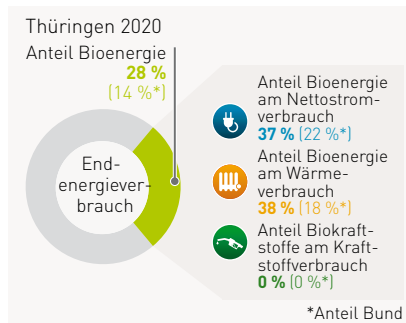 Thüringen 2020
Anteil Bioenergie
28 %
(14 %*)
End-
energiever-
brauch
Anteil Bioenergie
am Nettostrom-
verbrauch
37 % (22 %*)
Anteil Bioenergie
am Wärme-
verbrauch
38 % (18 %*)
Anteil Biokraft-
stoffe am Kraft-
stoffverbrauch
0 % (0 %*)
*Anteil Bund